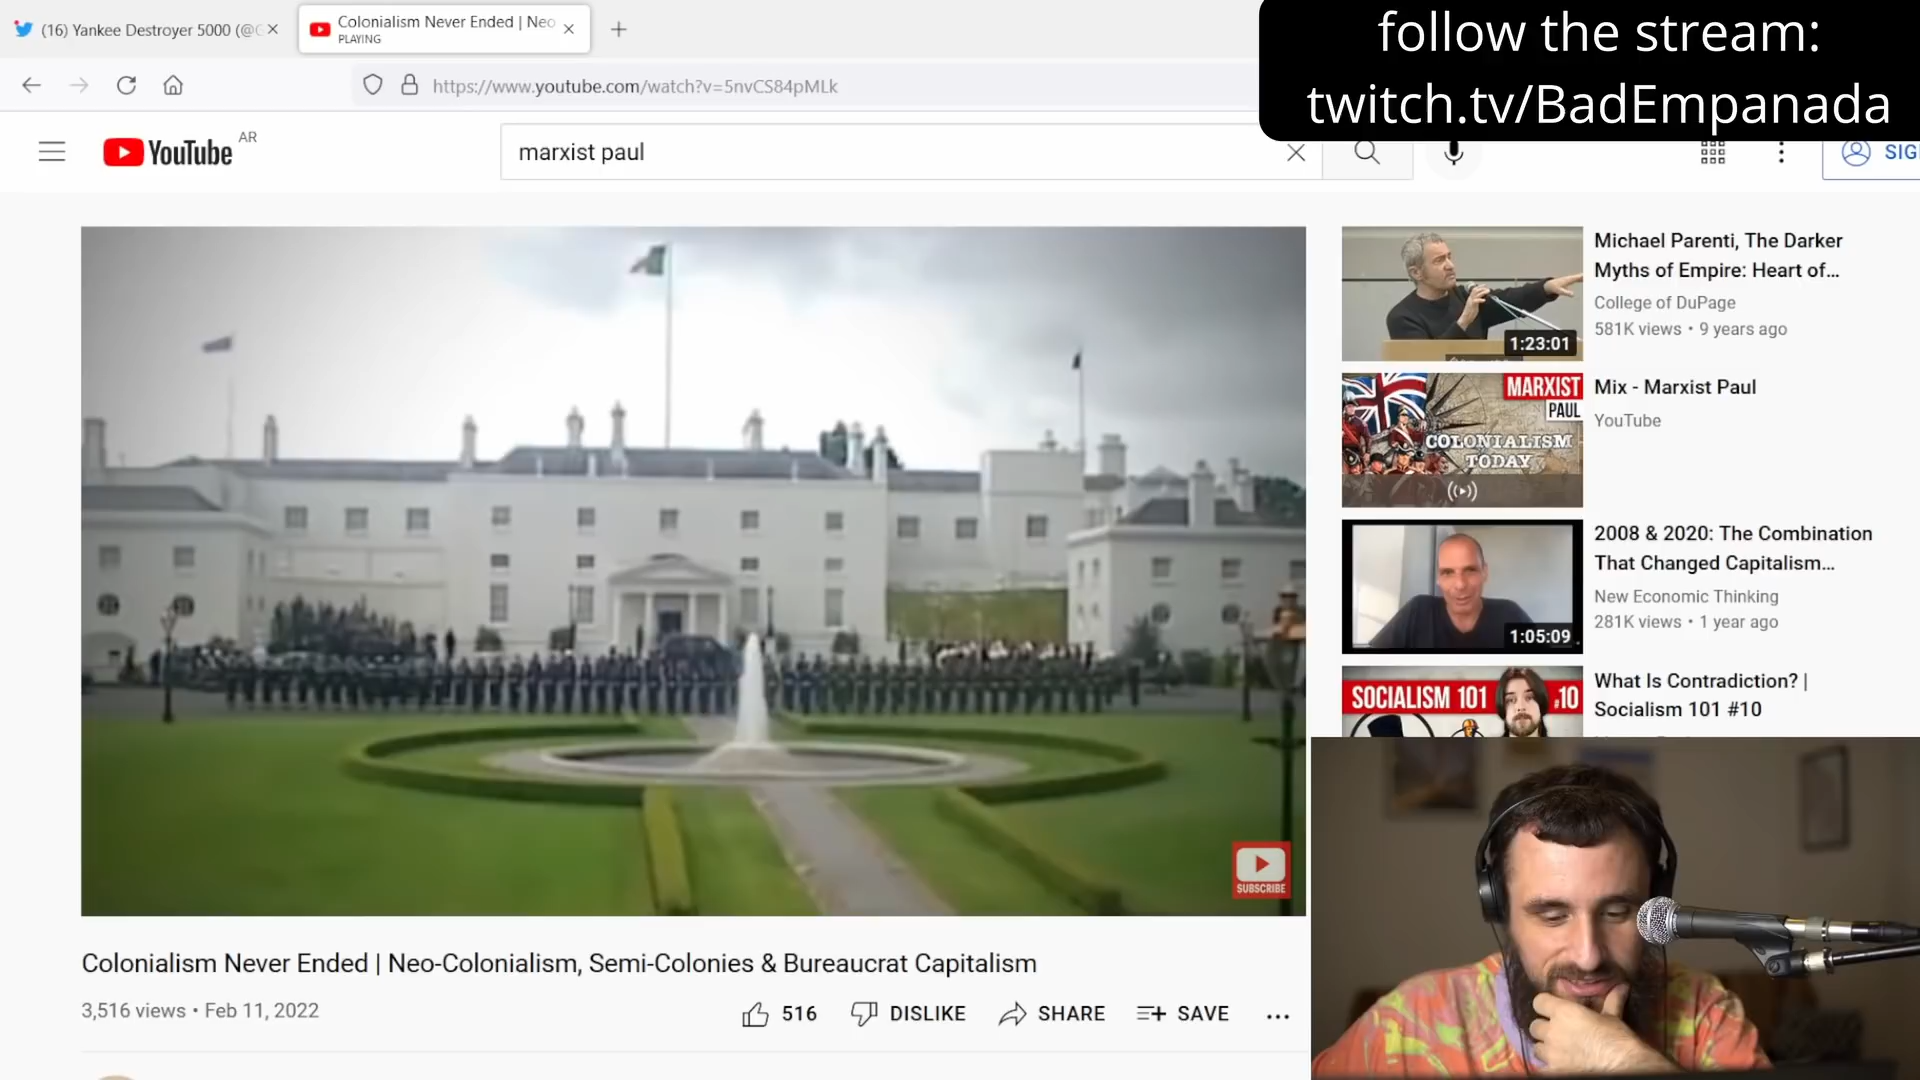 (16) Yankee Destroyer 5000 (@
Colonialism Never Ended | Neo
PLAYING
follow the stream:
twitch.tv/BadEmpanada
https://www.youtube.com/watch?v=5nvCS84pMLk
YouTube
AR
marxist paul
SIG
Michael Parenti, The Darker
Myths of Empire: Heart of...
College of DuPage
581K views • 9 years ago
1:23:01
MARXIST
PAUL
COLONIALISM
TODAY
Mix - Marxist Paul
YouTube
2008 & 2020: The Combination
That Changed Capitalism...
New Economic Thinking
281K views • 1 year ago
1:05:09
SOCIALISM 101 #10
What Is Contradiction? |
Socialism 101 #10
SUBSCRIBE
Colonialism Never Ended | Neo-Colonialism, Semi-Colonies & Bureaucrat Capitalism
3,516 views • Feb 11, 2022
516
DISLIKE
SHARE
SAVE